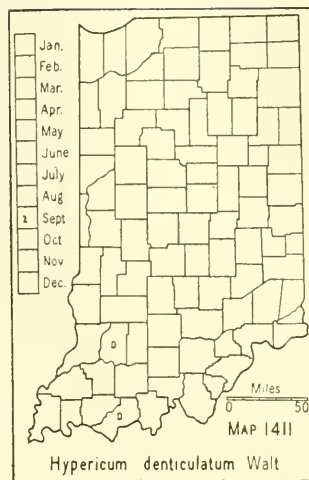 Jan.
Feb.
Mar.
Apr.
May
June
July
Aug
1 Sept
Oct
Nov
Dec.
D
D
Miles
0 50
MAP 1411
Hypericum denticulatum Walt